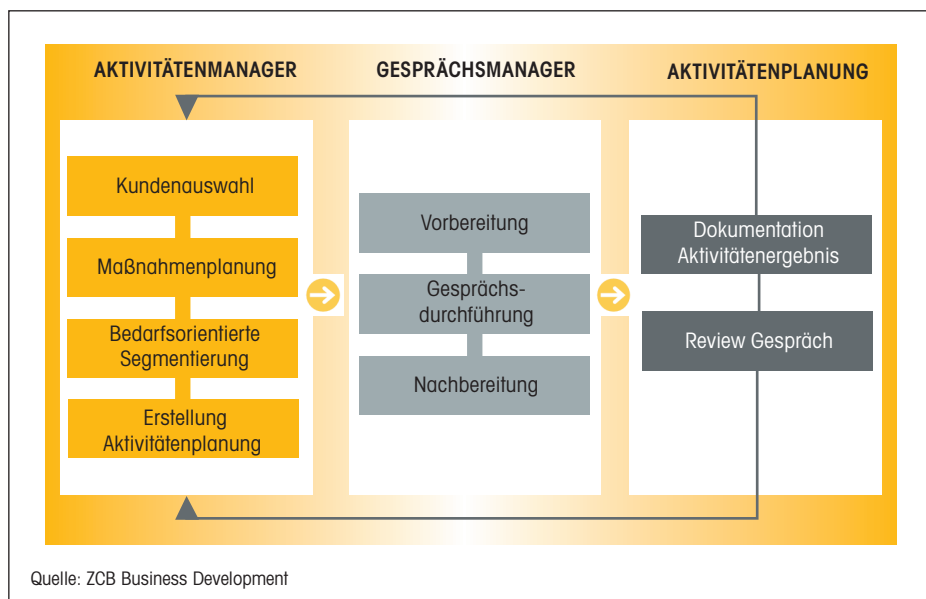 AKTIVITÄTENMANAGER
GESPRÄCHSMANAGER
AKTIVITÄTENPLANUNG
Kundenauswahl
Maßnahmenplanung
Bedarfsorientierte
Segmentierung
Erstellung
Aktivitätenplanung
Vorbereitung
Gesprächs-
durchführung
Nachbereitung
Dokumentation
Aktivitätenergebnis
Review Gespräch
Quelle: ZCB Business Development